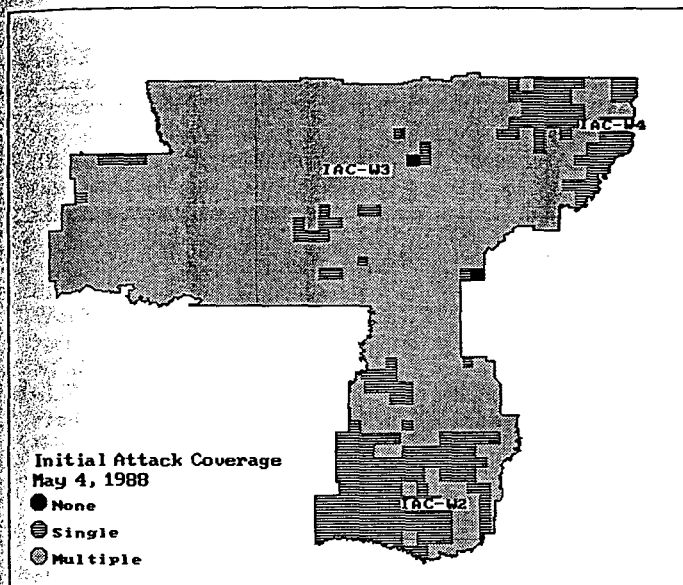 IAC-W4
IAC-W3
Initial Attack Coverage
May 4, 1988
None
Single
Multiple
IAC-W2